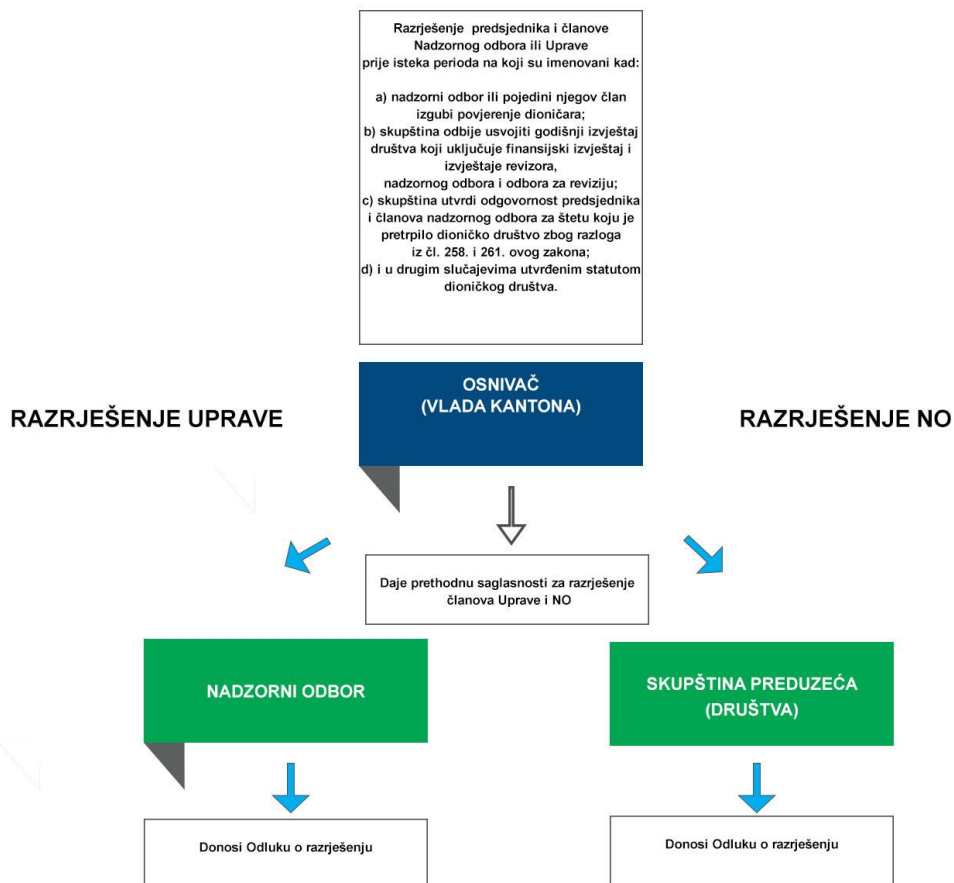 Razrješenje predsjednika i članove
Nadzornog odbora ili Uprave
prije isteka perioda na koji su imenovani kad:
a) nadzorni odbor ili pojedini njegov član
izgubi povjerenje dioničara;
b) skupština odbije usvojiti godišnji izvještaj
društva koji uključuje finansijski izvještaj i
izvještaje revizora,
nadzornog odbora i odbora za reviziju;
c) skupština utvrdi odgovornost predsjednika
i članova nadzornog odbora za štetu koju je
pretrpilo dioničko društvo zbog razloga
iz čl. 258. i 261. ovog zakona;
d) i u drugim slučajevima utvrđenim statutom
dioničkog društva.
OSNIVAČ
(VLADA KANTONA)
RAZRJEŠENJE UPRAVE
RAZRJEŠENJE NO
Daje prethodnu saglasnosti za razrješenje
članova Uprave i NO
NADZORNI ODBOR
SKUPŠTINA PREDUZEĆA
(DRUŠTVA)
Donosi Odluku o razrješenju
Donosi Odluku o razrješenju